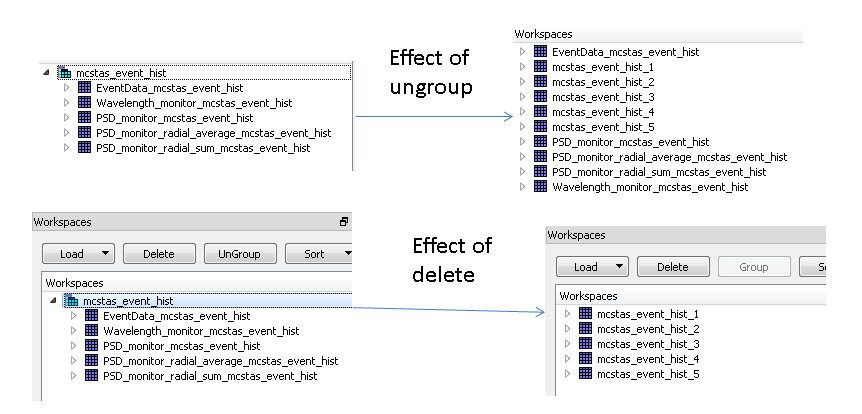 mcstas_event_hist
EventData_mcstas_event_hist
Wavelength_monitor_mcstas_event_hist
PSD_monitor_mcstas_event_hist
PSD_monitor_radial_average_mcstas_event_hist
PSD_monitor_radial_sum_mcstas_event_hist
Effect of
ungroup
Workspaces
EventData_mcstas_event_hist
mcstas_event_hist_1
mcstas_event_hist_2
mcstas_event_hist_3
mcstas_event_hist_4
mcstas_event_hist_5
PSD_monitor_mcstas_event_hist
PSD_monitor_radial_average_mcstas_event_hist
PSD_monitor_radial_sum_mcstas_event_hist
Wavelength_monitor_mcstas_event_hist
Workspaces
Load Delete UnGroup Sort
Workspaces
mcstas_event_hist
EventData_mcstas_event_hist
Wavelength_monitor_mcstas_event_hist
PSD_monitor_mcstas_event_hist
PSD_monitor_radial_average_mcstas_event_hist
PSD_monitor_radial_sum_mcstas_event_hist
Effect of
delete
Workspaces
Load Delete Group
Workspaces
mcstas_event_hist_1
mcstas_event_hist_2
mcstas_event_hist_3
mcstas_event_hist_4
mcstas_event_hist_5